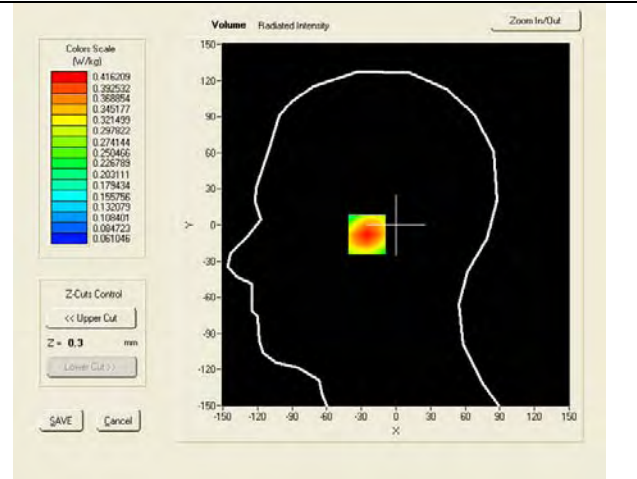 Volume Radiated Intensity
Zoom In/Out
Colors Scale
(W/kg)
0.416209
0.392532
0.368854
0.345177
0.321499
0.297822
0.274144
0.250466
0.226789
0.203111
0.179434
0.155756
0.132079
0.108401
0.084723
0.061046
Z-Cuts Control
<< Upper Cut
Z = 0.3 mm
Lower Cut >>
SAVE Cancel
150
120
90
60
30
0
-30
-60
-90
-120
-150
Y
-150 -120 -90 -60 -30 0 30 60 90 120 150
X